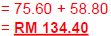 = 75.60 + 58.80
= RM 134.40